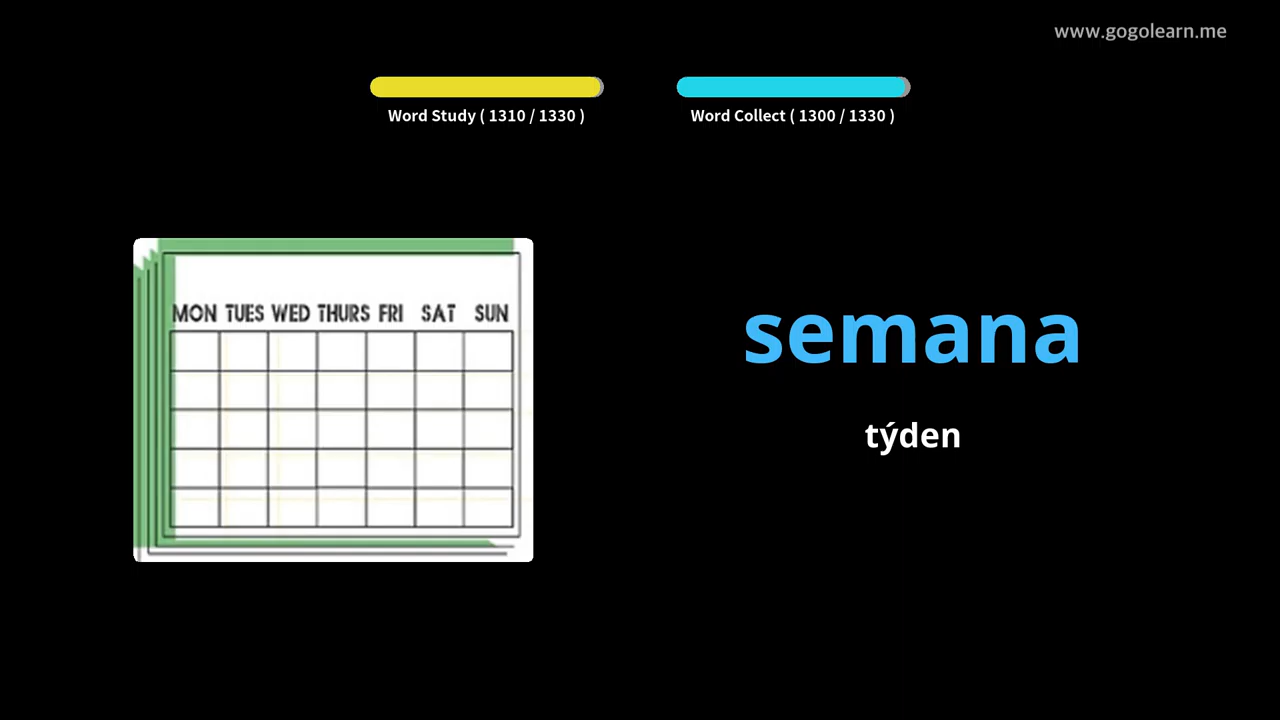 www.gogolearn.me
Word Study ( 1310 / 1330 )
Word Collect ( 1300 / 1330 )
MON TUES WED THURS FRI SAT SUN
semana
týden